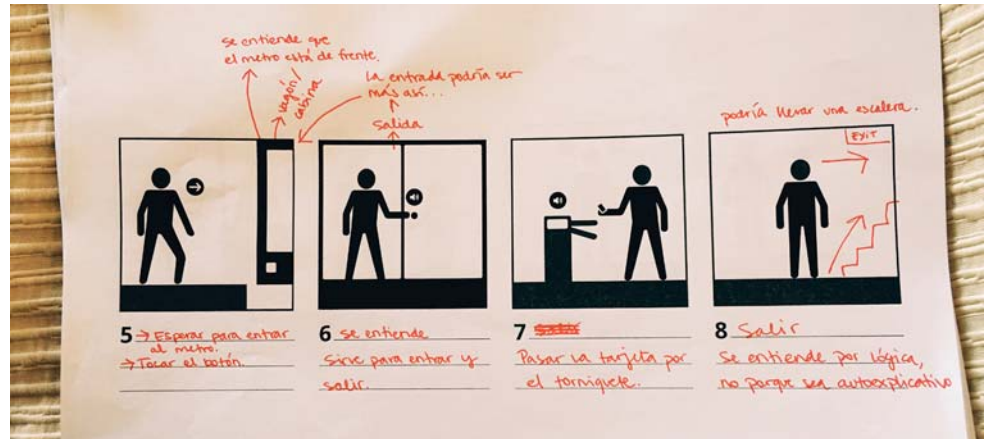 se entiende que
el metro está de frente.
vagón/
cabina
La entrada podría ser
más así...
Salida
podría llevar una escalera.
EXIT
5 → Esperar para entrar
al metro.
→ Tocar el botón.
6 se entiende
sirve para entrar y
salir.
7
Pasar la tarjeta por
el torniquete.
8 Salir
Se entiende por lógica,
no porque sea autoexplicativo